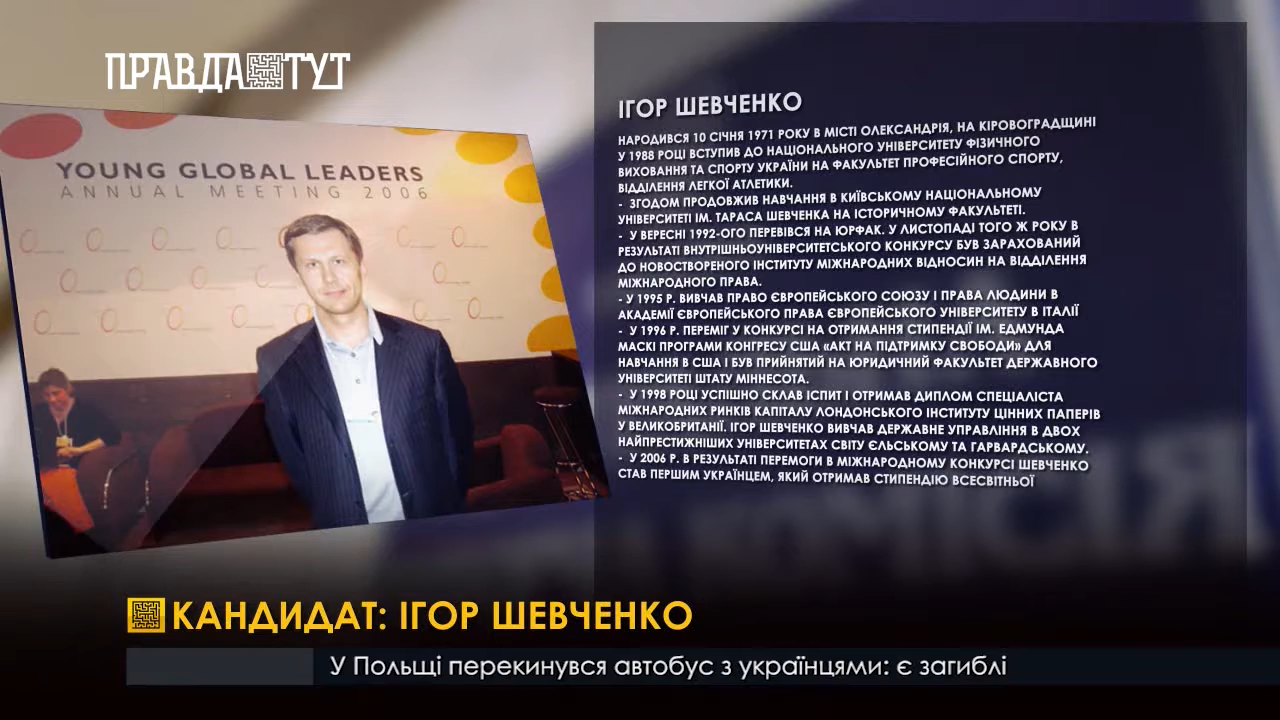 ПРАВДА ТУТ
YOUNG GLOBAL LEADERS
ANNUAL MEETING 2006
ІГОР ШЕВЧЕНКО
НАРОДИВСЯ 10 СІЧНЯ 1971 РОКУ В МІСТІ ОЛЕКСАНДРІЯ, НА КІРОВОГРАДЩИНІ
У 1988 РОЦІ ВСТУПИВ ДО НАЦІОНАЛЬНОГО УНІВЕРСИТЕТУ ФІЗИЧНОГО
ВИХОВАННЯ ТА СПОРТУ УКРАЇНИ НА ФАКУЛЬТЕТ ПРОФЕСІЙНОГО СПОРТУ,
ВІДДІЛЕННЯ ЛЕГКОЇ АТЛЕТИКИ.
- ЗГОДОМ ПРОДОВЖИВ НАВЧАННЯ В КИЇВСЬКОМУ НАЦІОНАЛЬНОМУ
УНІВЕРСИТЕТІ ІМ. ТАРАСА ШЕВЧЕНКА НА ІСТОРИЧНОМУ ФАКУЛЬТЕТІ.
- У ВЕРЕСНІ 1992-ОГО ПЕРЕВІВСЯ НА ЮРФАК. У ЛИСТОПАДІ ТОГО Ж РОКУ В
РЕЗУЛЬТАТІ ВНУТРІШНЬОУНІВЕРСИТЕТСЬКОГО КОНКУРСУ БУВ ЗАРАХОВАНИЙ
ДО НОВОСТВОРЕНОГО ІНСТИТУТУ МІЖНАРОДНИХ ВІДНОСИН НА ВІДДІЛЕННЯ
МІЖНАРОДНОГО ПРАВА.
- У 1995 Р. ВИВЧАВ ПРАВО ЄВРОПЕЙСЬКОГО СОЮЗУ І ПРАВА ЛЮДИНИ В
АКАДЕМІЇ ЄВРОПЕЙСЬКОГО ПРАВА ЄВРОПЕЙСЬКОГО УНІВЕРСИТЕТУ В ІТАЛІЇ
- У 1996 Р. ПЕРЕМІГ У КОНКУРСІ НА ОТРИМАННЯ СТИПЕНДІЇ ІМ. ЕДМУНДА
МАСКІ ПРОГРАМИ КОНГРЕСУ США «АКТ НА ПІДТРИМКУ СВОБОДИ» ДЛЯ
НАВЧАННЯ В США І БУВ ПРИЙНЯТИЙ НА ЮРИДИЧНИЙ ФАКУЛЬТЕТ ДЕРЖАВНОГО
УНІВЕРСИТЕТІ ШТАТУ МІННЕСОТА.
- У 1998 РОЦІ УСПІШНО СКЛАВ ІСПИТ І ОТРИМАВ ДИПЛОМ СПЕЦІАЛІСТА
МІЖНАРОДНИХ РИНКІВ КАПІТАЛУ ЛОНДОНСЬКОГО ІНСТИТУТУ ЦІННИХ ПАПЕРІВ
У ВЕЛИКОБРИТАНІЇ. ІГОР ШЕВЧЕНКО ВИВЧАВ ДЕРЖАВНЕ УПРАВЛІННЯ В ДВОХ
НАЙПРЕСТИЖНІШИХ УНІВЕРСИТЕТАХ СВІТУ ЄЛЬСЬКОМУ ТА ГАРВАРДСЬКОМУ.
- У 2006 Р. В РЕЗУЛЬТАТІ ПЕРЕМОГИ В МІЖНАРОДНОМУ КОНКУРСІ ШЕВЧЕНКО
СТАВ ПЕРШИМ УКРАЇНЦЕМ, ЯКИЙ ОТРИМАВ СТИПЕНДІЮ ВСЕСВІТНЬОЇ
КАНДИДАТ: ІГОР ШЕВЧЕНКО
У Польщі перекинувся автобус з українцями: є загиблі